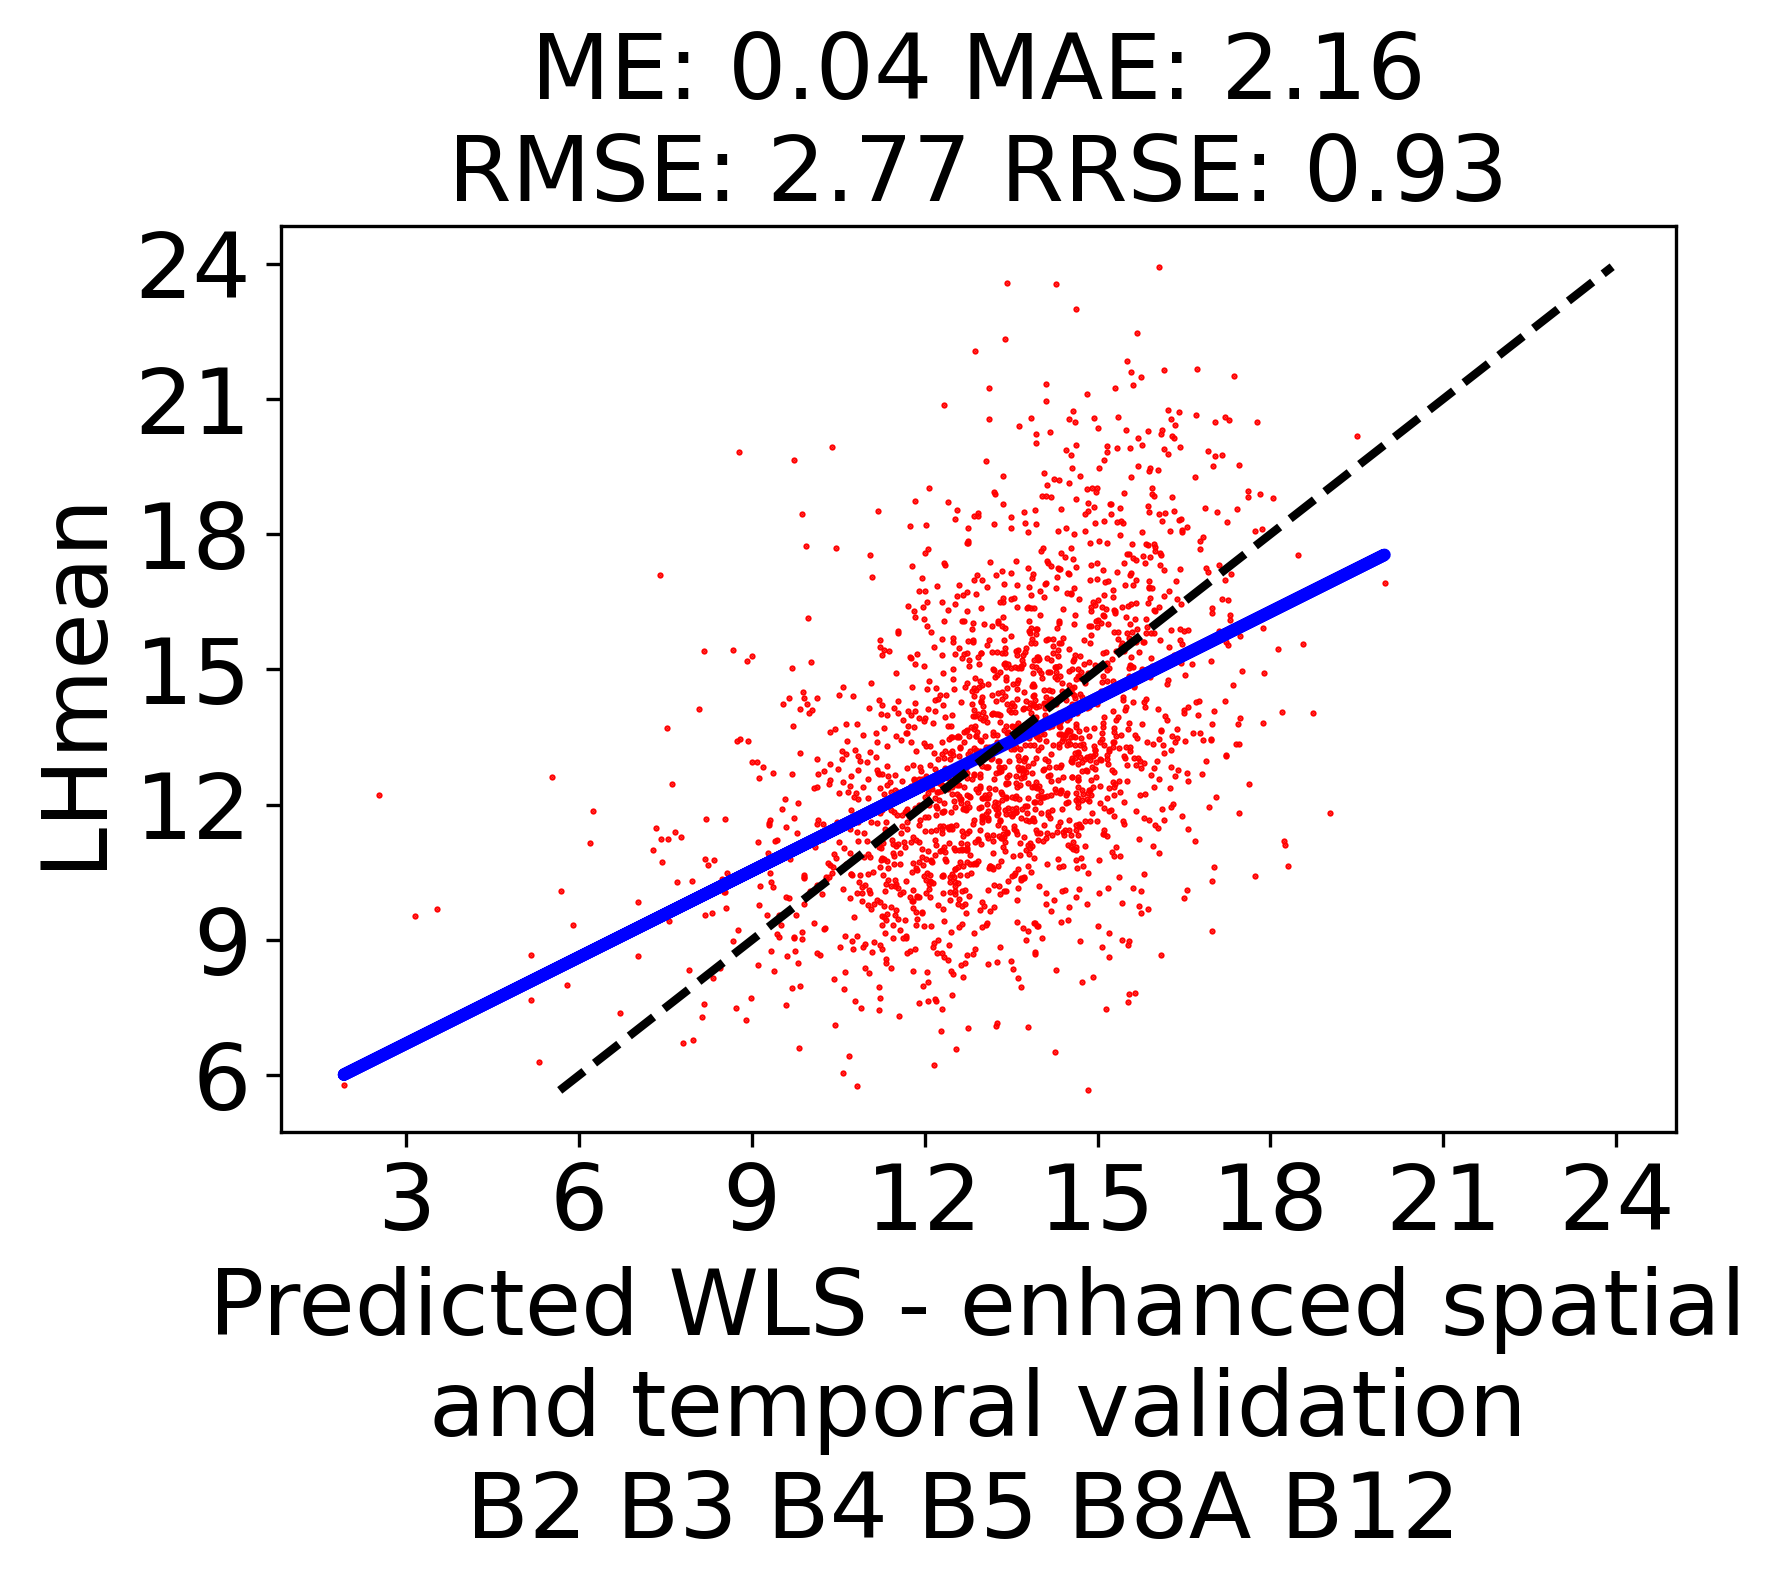 ME: 0.04 MAE: 2.16
RMSE: 2.77 RRSE: 0.93
LHmean
24
21
18
15
12
9
6
3 6 9 12 15 18 21 24
Predicted WLS - enhanced spatial
and temporal validation
B2 B3 B4 B5 B8A B12